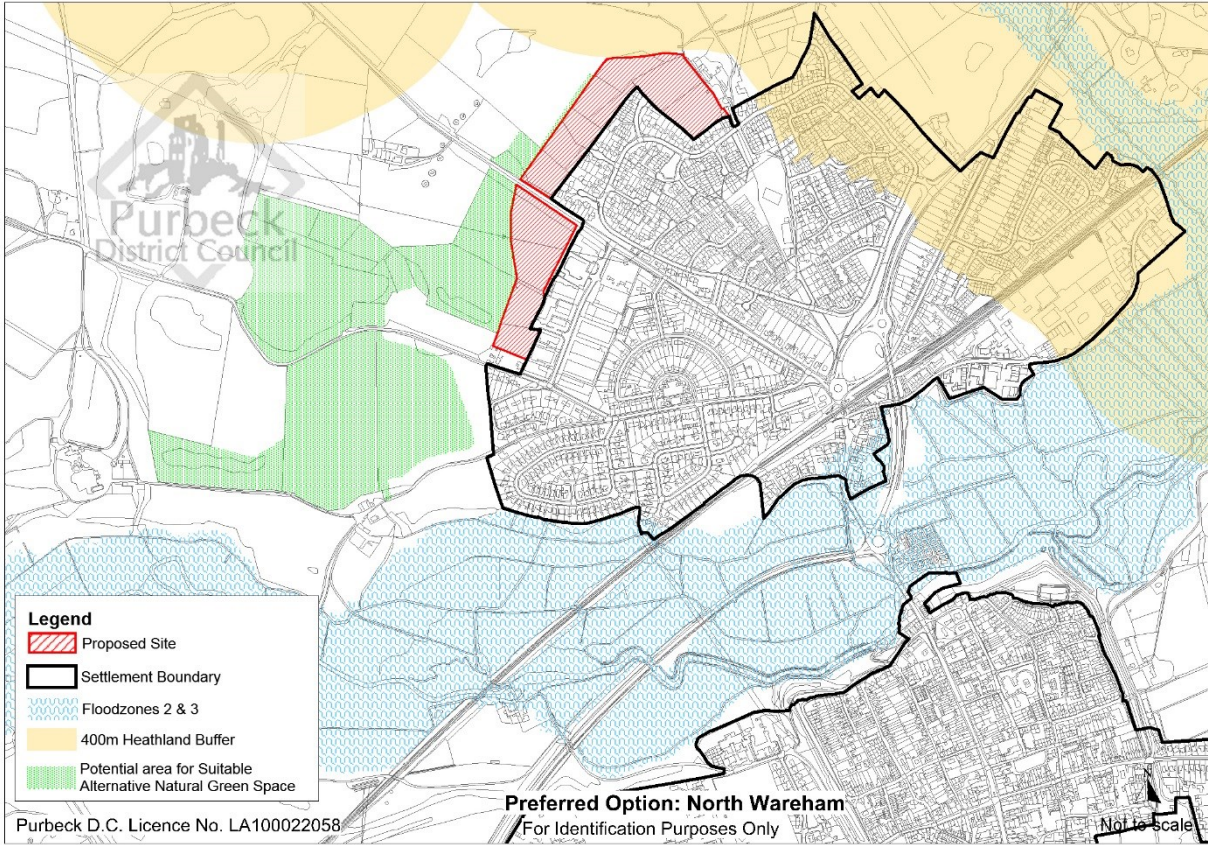 Purbeck
District Council
Legend
Proposed Site
Settlement Boundary
Floodzones 2 & 3
400m Heathland Buffer
Potential area for Suitable
Alternative Natural Green Space
Purbeck D.C. Licence No. LA100022058
Preferred Option: North Wareham
For Identification Purposes Only
N
Not to scale